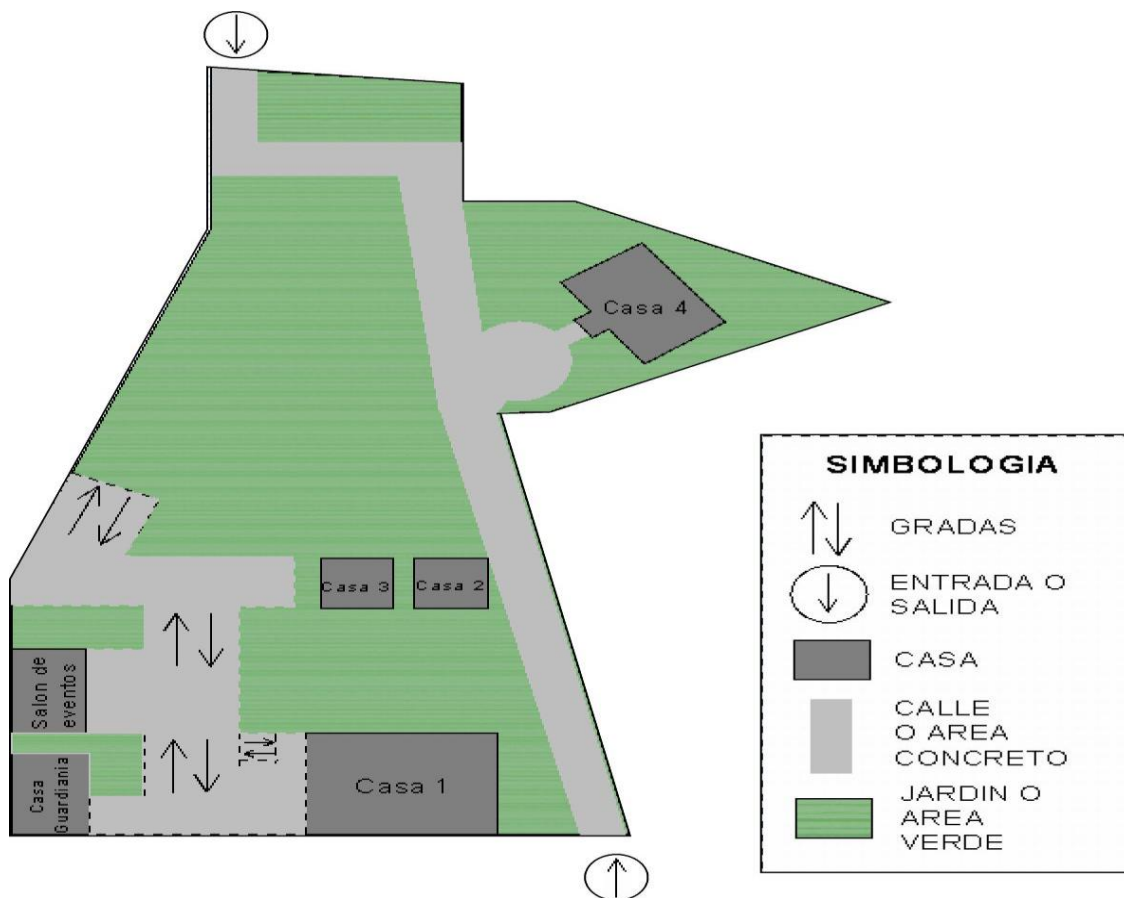 Casa 4
Casa 3
Casa 2
Salon de
eventos
Casa
Guardiania
Casa 1
SIMBOLOGIA
GRADAS
ENTRADA O
SALIDA
CASA
CALLE
O AREA
CONCRETO
JARDIN O
AREA
VERDE